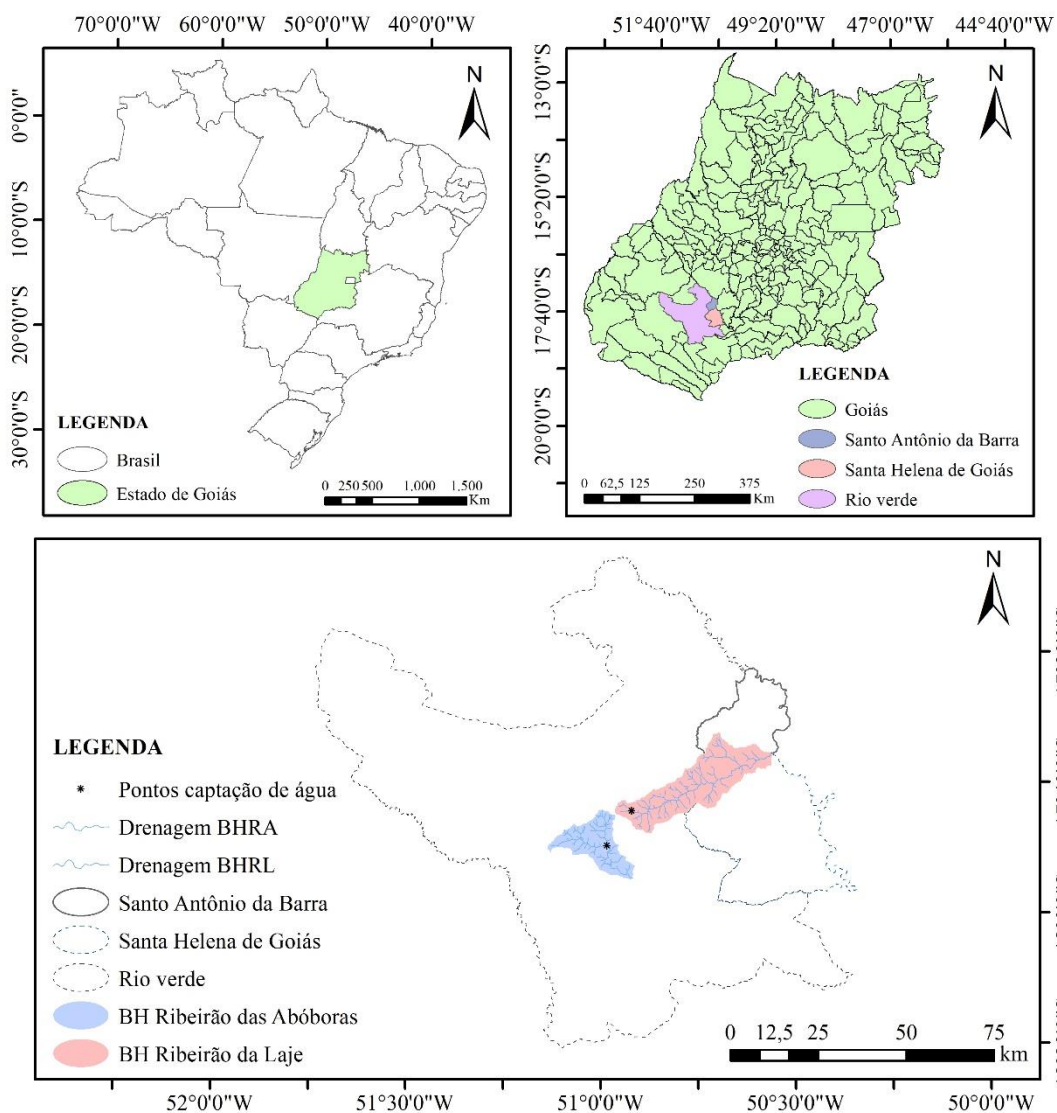 70°0'0"W 60°0'0"W 50°0'0"W 40°0'0"W
0°0'0"
10°0'0"S
20°0'0"S
30°0'0"S
N
LEGENDA
Brasil
Estado de Goiás
0 250500 1,000 1.500
Km
51°40'0"W 49°20'0"W 47°0'0"W 44°40'0"W
13°0'0"S
15°20'0"S
17°40'0"S
20°0'0"S
N
LEGENDA
Goiás
Santo Antônio da Barra
Santa Helena de Goiás
Rio verde
0 62,5 125 250 375
Km
N
LEGENDA
Pontos captação de água
Drenagem BHRA
Drenagem BHRL
Santo Antônio da Barra
Santa Helena de Goiás
Rio verde
BH Ribeirão das Abóboras
BH Ribeirão da Laje
0 12,5 25 50 75
km
52°0'0"W 51°30'0"W 51°0'0"W 50°30'0"W 50°0'0"W